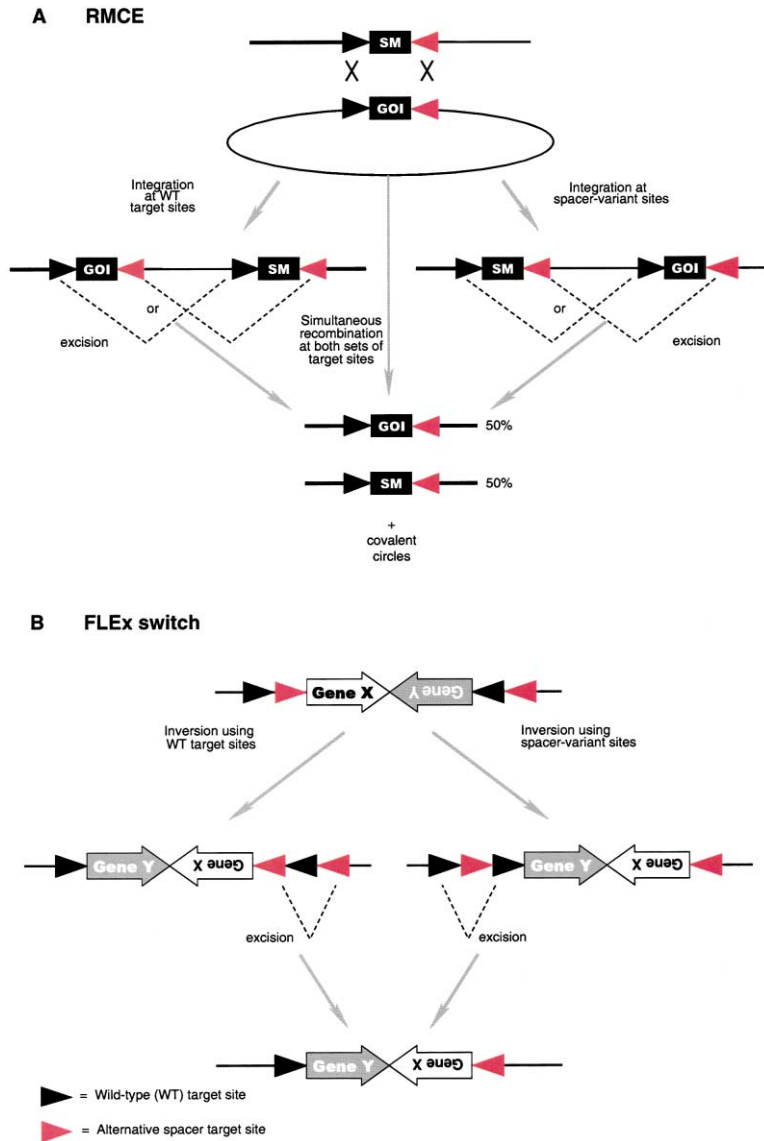 A RMCE
SM
X X
GOI
Integration
at WT
target sites
Integration at
spacer-variant sites
GOI SM
SM GOI
or
or
excision
Simultaneous
recombination
at both sets of
target sites
excision
GOI 50%
SM 50%
+
covalent
circles
B FLEx switch
Gene X Gene Y
Inversion using
WT target sites
Inversion using
spacer-variant sites
Gene Y Gene X
Gene Y Gene X
excision
excision
Gene Y Gene X
= Wild-type (WT) target site
= Alternative spacer target site